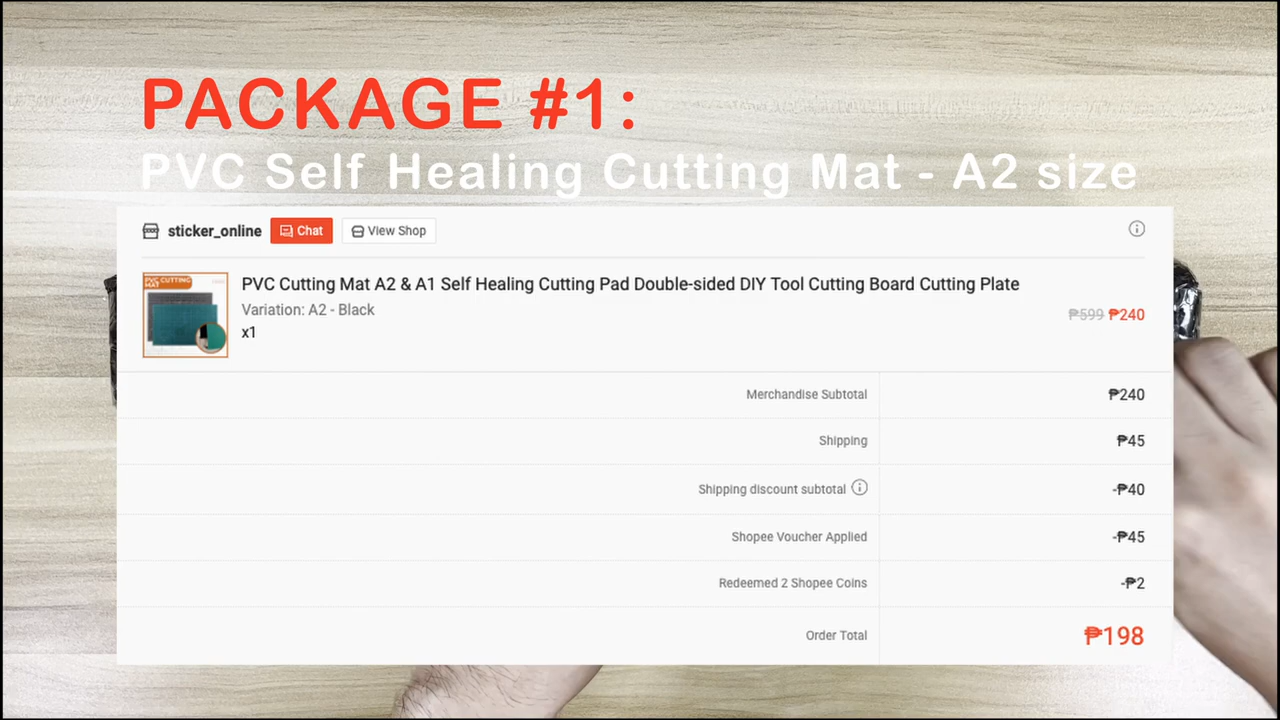 PACKAGE #1:
PVC Self Healing Cutting Mat - A2 size
sticker_online Chat View Shop
PVC CUTTING
MAT
PVC Cutting Mat A2 & A1 Self Healing Cutting Pad Double-sided DIY Tool Cutting Board Cutting Plate
Variation: A2 - Black
₱599 ₱240
x1
Merchandise Subtotal ₱240
Shipping ₱45
Shipping discount subtotal -₱40
Shopee Voucher Applied -₱45
Redeemed 2 Shopee Coins -₱2
Order Total ₱198